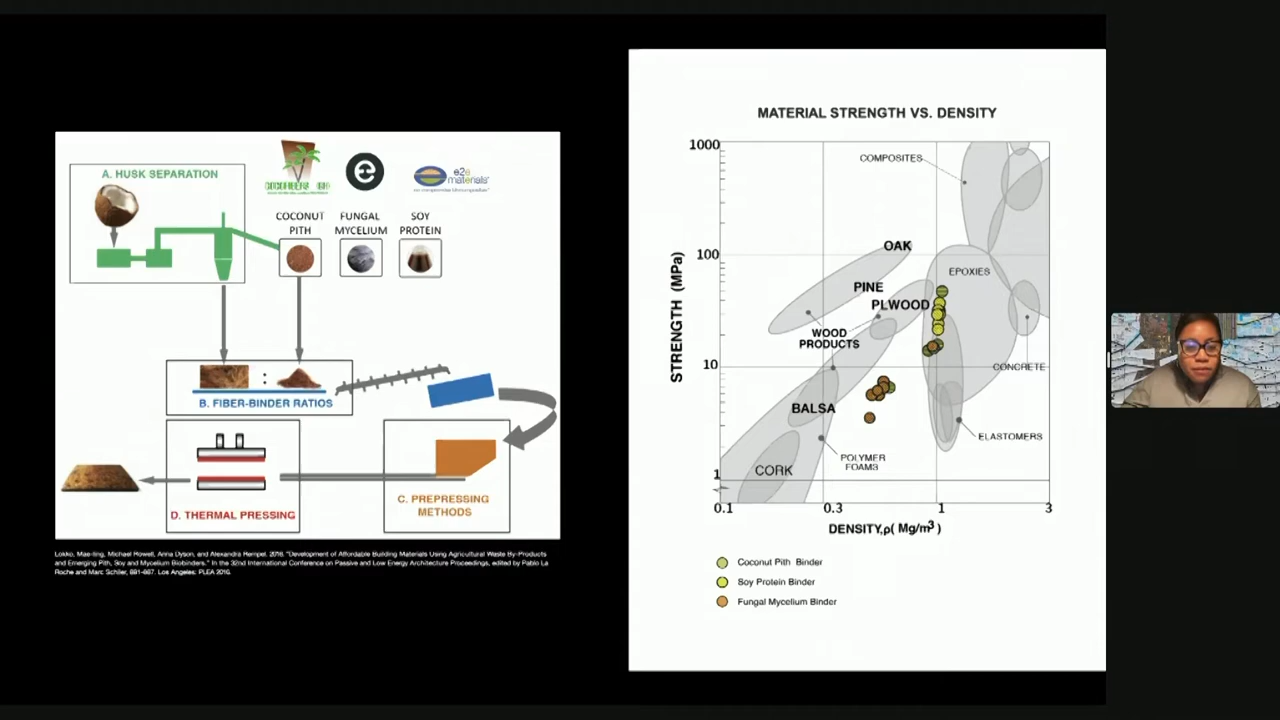 A. HUSK SEPARATION
e2e
materials
COCONUT
PITH
FUNGAL
MYCELIUM
SOY
PROTEIN
:
B. FIBER-BINDER RATIOS
C. PREPRESSING
METHODS
D. THERMAL PRESSING
Lokko, Mae-ling, Michael Rowell, Anna Dyson, and Alexandra Rempel. 2016. "Development of Affordable Building Materials Using Agricultural Waste By-Products
and Emerging Pith, Soy and Mycelium Biobinders." In the 32nd International Conference on Passive and Low Energy Architecture Proceedings, edited by Pablo La
Roche and Marc Schiler, 881-887. Los Angeles: PLEA 2016.
MATERIAL STRENGTH VS. DENSITY
STRENGTH (MPa)
1000
100
10
1
COMPOSITES
OAK
EPOXIES
PINE
PLWOOD
WOOD
PRODUCTS
CONCRETE
BALSA
ELASTOMERS
POLYMER
FOAMS
CORK
0.1 0.3 1 3
DENSITY,ρ( Mg/m³ )
Coconut Pith Binder
Soy Protein Binder
Fungal Mycelium Binder